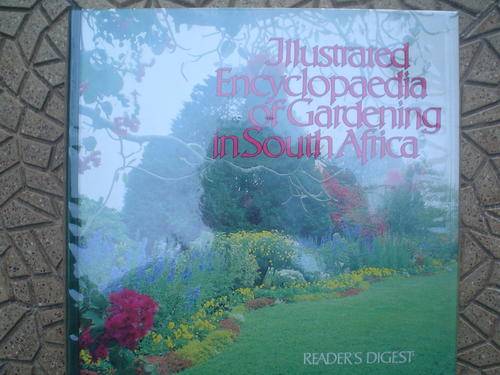 Illustrated
Encyclopaedia
of Gardening
in South Africa
READER'S DIGEST